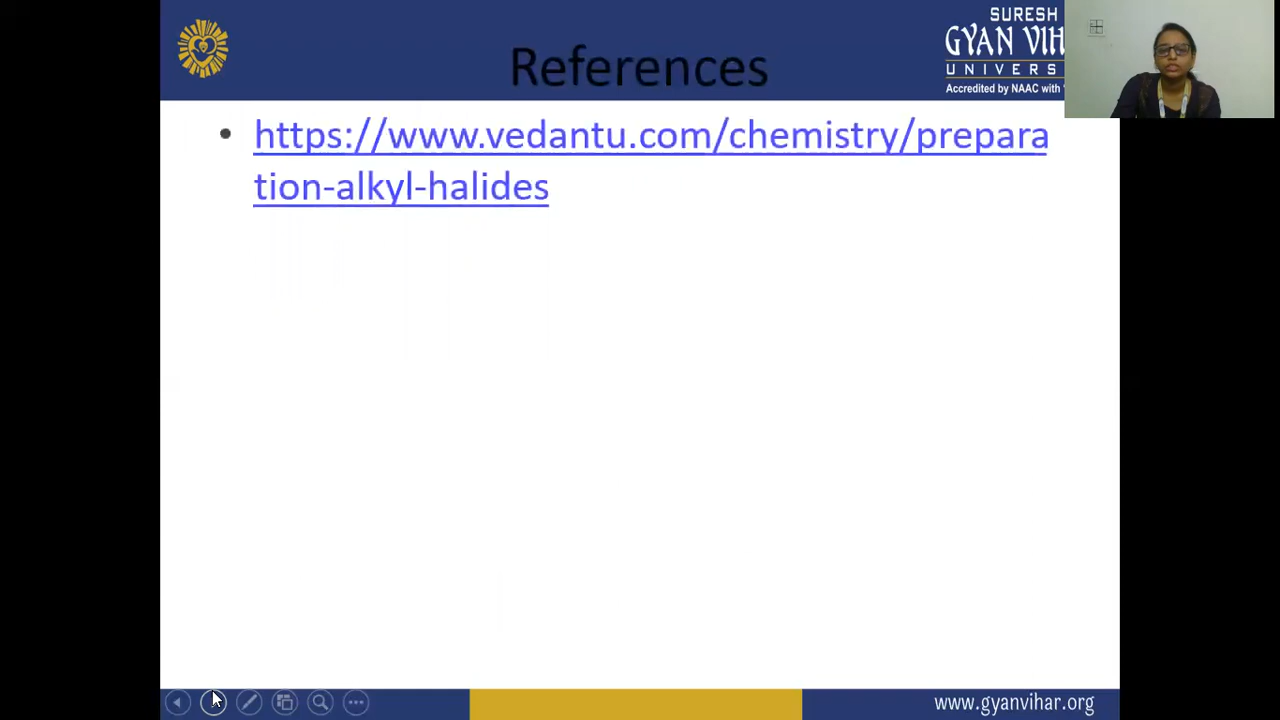 SURESH
GYAN VIH
UNIVERS
Accredited by NAAC with
References
• https://www.vedantu.com/chemistry/prepara
tion-alkyl-halides
www.gyanvihar.org